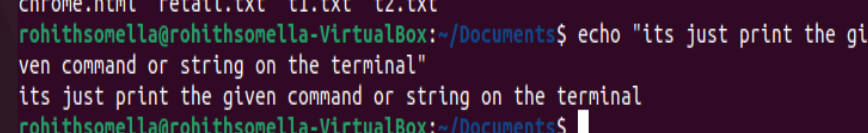 chrome.html retail.txt t1.txt t2.txt
rohithsomella@rohithsomella-VirtualBox:~/Documents$ echo "its just print the gi
ven command or string on the terminal"
its just print the given command or string on the terminal
rohithsomella@rohithsomella-VirtualBox:~/Documents$